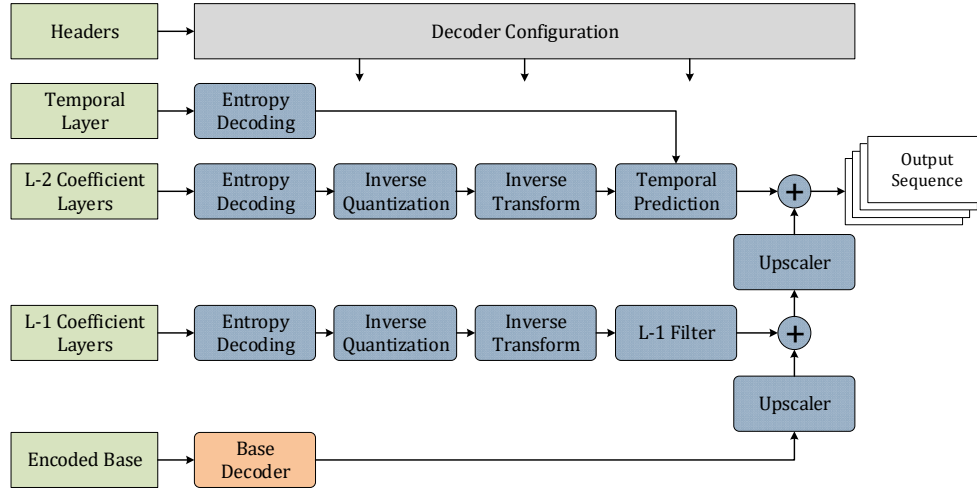 Headers
Decoder Configuration
Temporal
Layer
Entropy
Decoding
L-2 Coefficient
Layers
Entropy
Decoding
Inverse
Quantization
Inverse
Transform
Temporal
Prediction
+
Output
Sequence
Upscaler
L-1 Coefficient
Layers
Entropy
Decoding
Inverse
Quantization
Inverse
Transform
L-1 Filter
+
Upscaler
Encoded Base
Base
Decoder